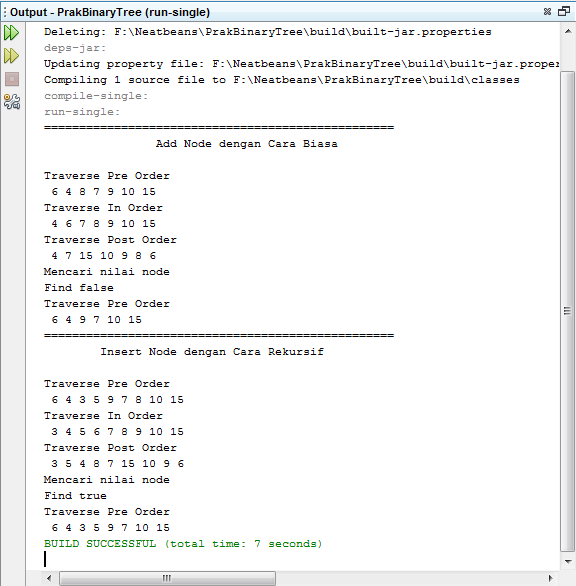 Output - PrakBinaryTree (run-single)
Deleting: F:\Neatbeans\PrakBinaryTree\build\built-jar.properties
deps-jar:
Updating property file: F:\Neatbeans\PrakBinaryTree\build\built-jar.proper
Compiling 1 source file to F:\Neatbeans\PrakBinaryTree\build\classes
compile-single:
run-single:
==================================================
Add Node dengan Cara Biasa
Traverse Pre Order
6 4 8 7 9 10 15
Traverse In Order
4 6 7 8 9 10 15
Traverse Post Order
4 7 15 10 9 8 6
Mencari nilai node
Find false
Traverse Pre Order
6 4 9 7 10 15
==================================================
Insert Node dengan Cara Rekursif
Traverse Pre Order
6 4 3 5 9 7 8 10 15
Traverse In Order
3 4 5 6 7 8 9 10 15
Traverse Post Order
3 5 4 8 7 15 10 9 6
Mencari nilai node
Find true
Traverse Pre Order
6 4 3 5 9 7 10 15
BUILD SUCCESSFUL (total time: 7 seconds)